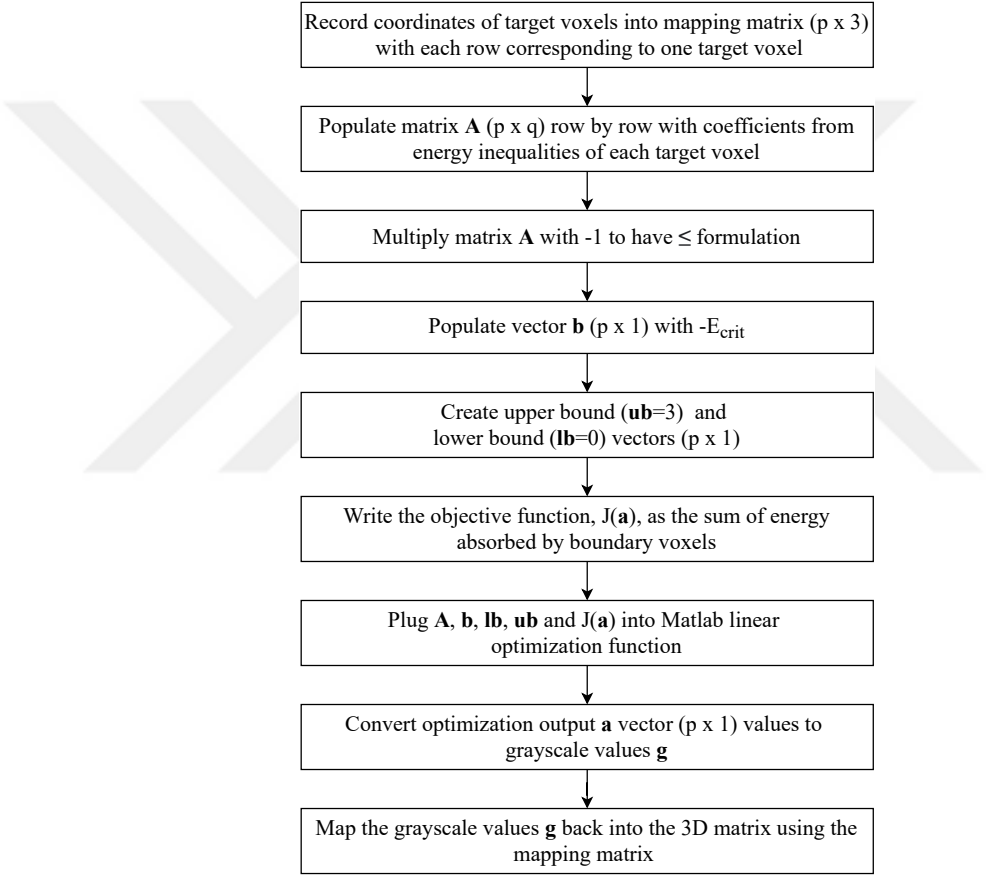 Record coordinates of target voxels into mapping matrix (p x 3)
with each row corresponding to one target voxel
Populate matrix A (p x q) row by row with coefficients from
energy inequalities of each target voxel
Multiply matrix A with -1 to have ≤ formulation
Populate vector b (p x 1) with -E_crit
Create upper bound (ub=3) and
lower bound (lb=0) vectors (p x 1)
Write the objective function, J(a), as the sum of energy
absorbed by boundary voxels
Plug A, b, lb, ub and J(a) into Matlab linear
optimization function
Convert optimization output a vector (p x 1) values to
grayscale values g
Map the grayscale values g back into the 3D matrix using the
mapping matrix